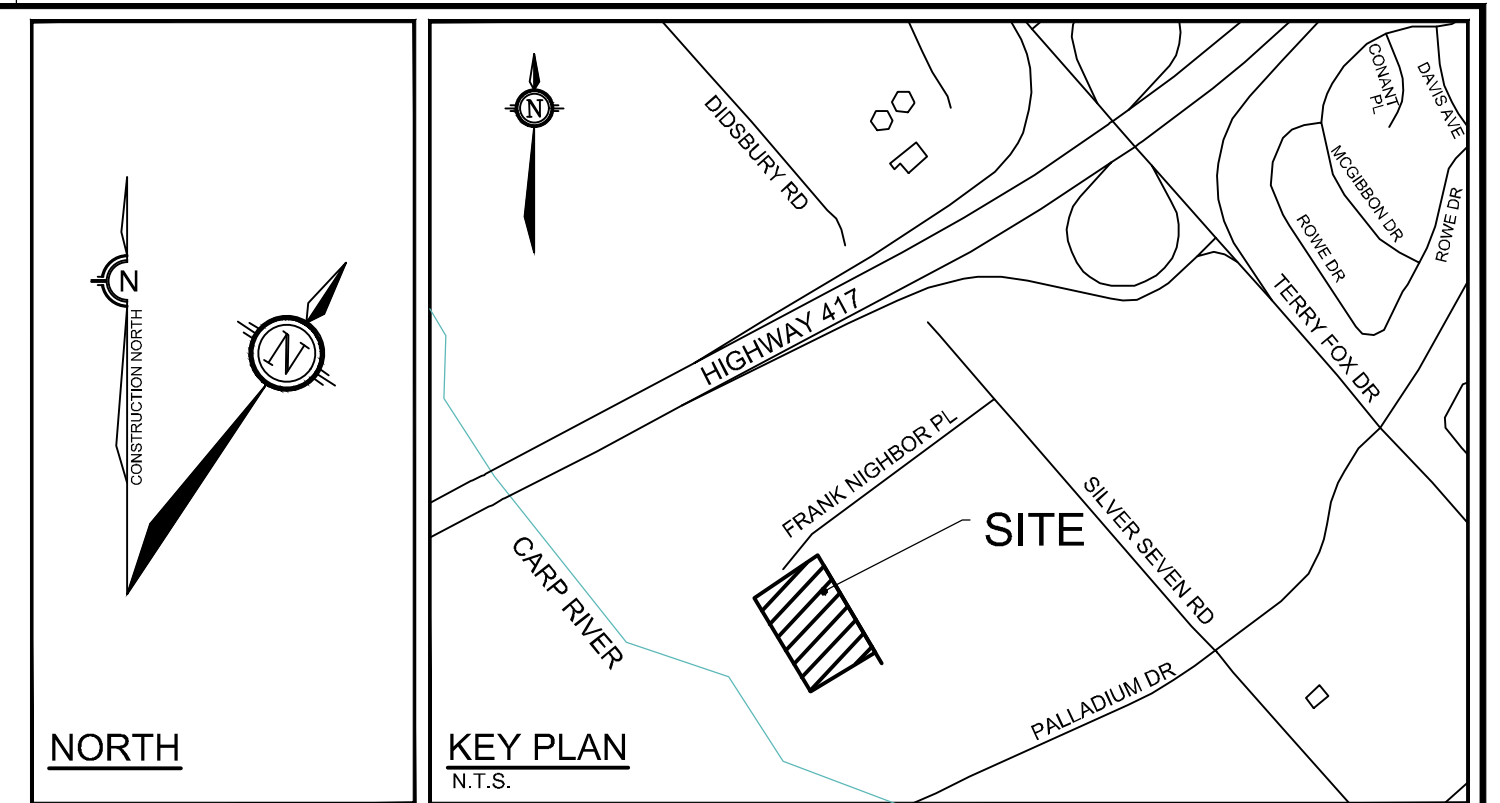 N
CONSTRUCTION NORTH
N
NORTH
N
DIDSBURY RD
CONANT
PL
DAVIS AVE
MCGIBBON DR
ROWE DR
ROWE DR
TERRY FOX DR
HIGHWAY 417
FRANK NIGHBOR PL
SITE
SILVER SEVEN RD
CARP RIVER
PALLADIUM DR
KEY PLAN
N.T.S.